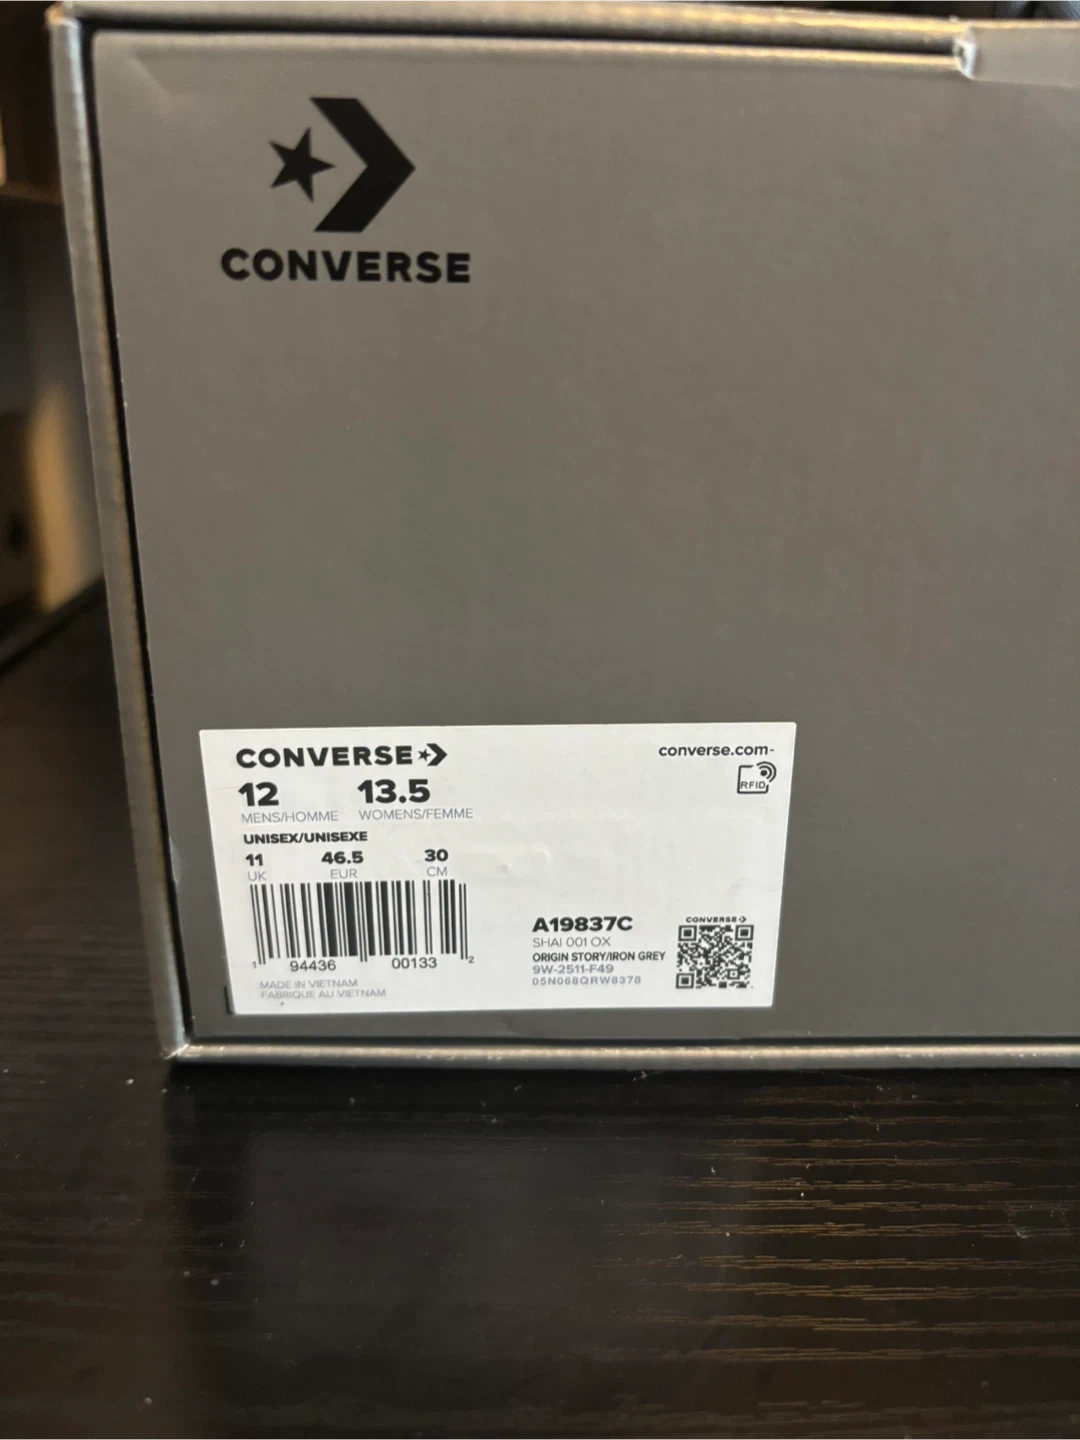 CONVERSE
CONVERSE
converse.com-
12 13.5
MENS/HOMME WOMENS/FEMME
RFID
UNISEX/UNISEXE
11 46.5 30
UK EUR CM
1 94436 00133 2
MADE IN VIETNAM
FABRIQUE AU VIETNAM
A19837C
SHAI 001 OX
ORIGIN STORY/IRON GREY
9W-2511-F49
05N068QRW8378
CONVERSE